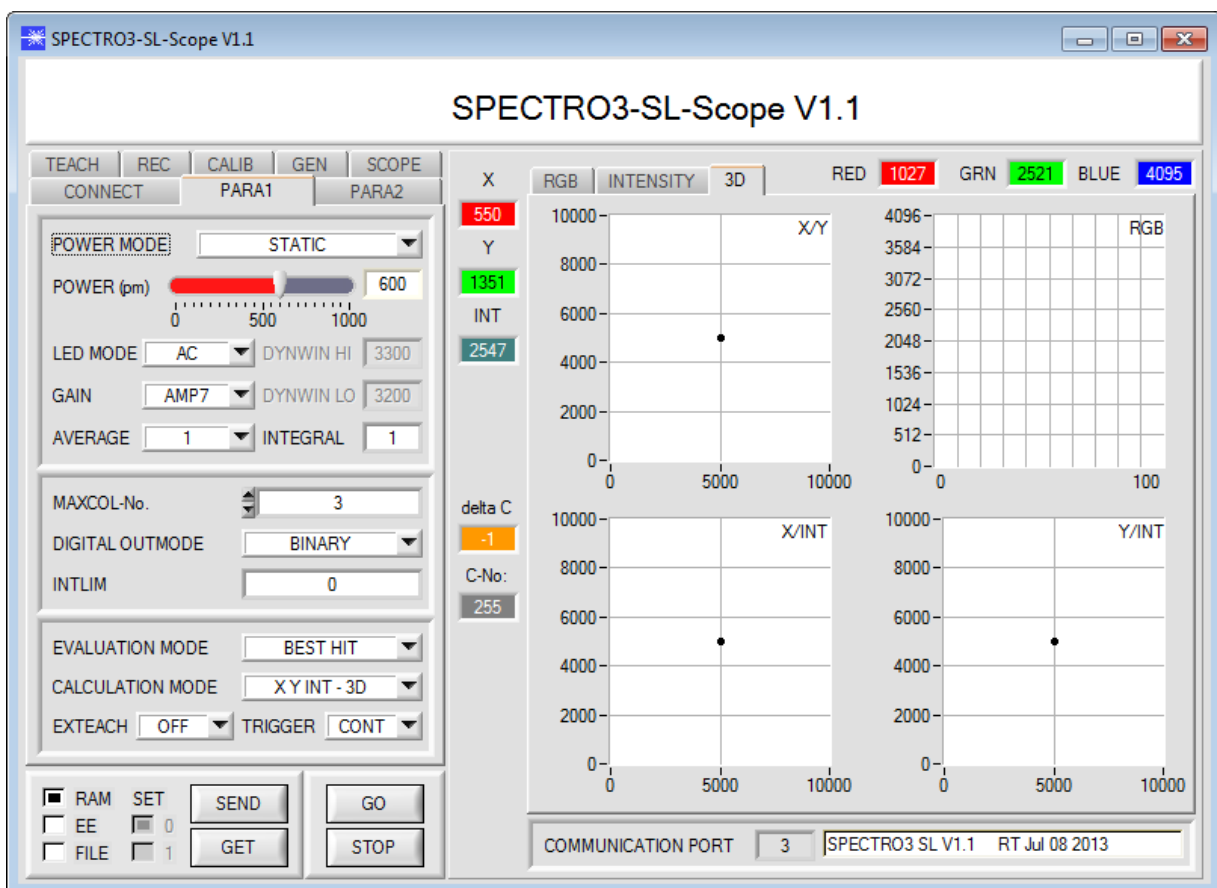 SPECTRO3-SL-Scope V1.1
SPECTRO3-SL-Scope V1.1
TEACH REC CALIB GEN SCOPE
CONNECT PARA1 PARA2
POWER MODE STATIC
POWER (pm) 600
0 500 1000
LED MODE AC DYNWIN HI 3300
GAIN AMP7 DYNWIN LO 3200
AVERAGE 1 INTEGRAL 1
MAXCOL-No. 3
DIGITAL OUTMODE BINARY
INTLIM 0
EVALUATION MODE BEST HIT
CALCULATION MODE X Y INT - 3D
EXTEACH OFF TRIGGER CONT
RAM SET SEND GO
EE 0
FILE 1 GET STOP
X
550
Y
1351
INT
2547
delta C
-1
C-No:
255
RGB INTENSITY 3D RED 1027 GRN 2521 BLUE 4095
X/Y
10000
8000
6000
4000
2000
0
0 5000 10000
RGB
4096
3584
3072
2560
2048
1536
1024
512
0
0 100
X/INT
10000
8000
6000
4000
2000
0
0 5000 10000
Y/INT
10000
8000
6000
4000
2000
0
0 5000 10000
COMMUNICATION PORT 3 SPECTRO3 SL V1.1 RT Jul 08 2013